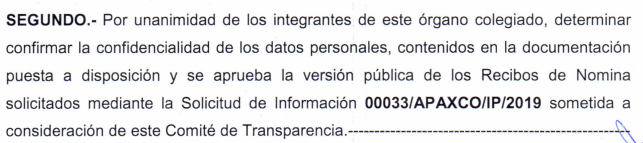 SEGUNDO.- Por unanimidad de los integrantes de este órgano colegiado, determinar
confirmar la confidencialidad de los datos personales, contenidos en la documentación
puesta a disposición y se aprueba la versión pública de los Recibos de Nomina
solicitados mediante la Solicitud de Información 00033/APAXCO/IP/2019 sometida a
consideración de este Comité de Transparencia.-----------------------------------------------